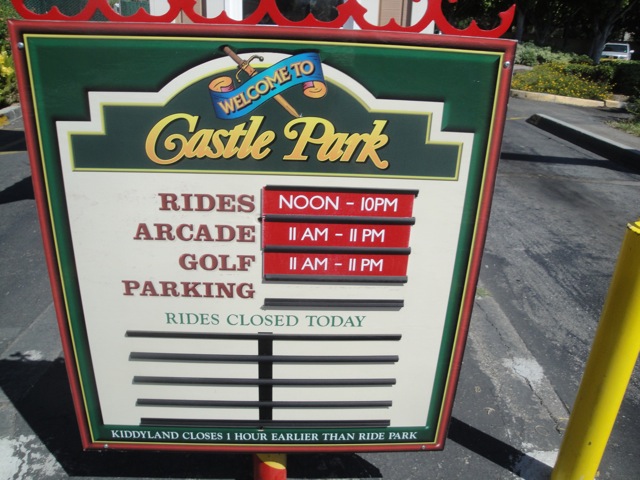 WELCOME TO
Castle Park
RIDES NOON - 10PM
ARCADE 11 AM - 11 PM
GOLF 11 AM - 11 PM
PARKING
RIDES CLOSED TODAY
KIDDYLAND CLOSES 1 HOUR EARLIER THAN RIDE PARK